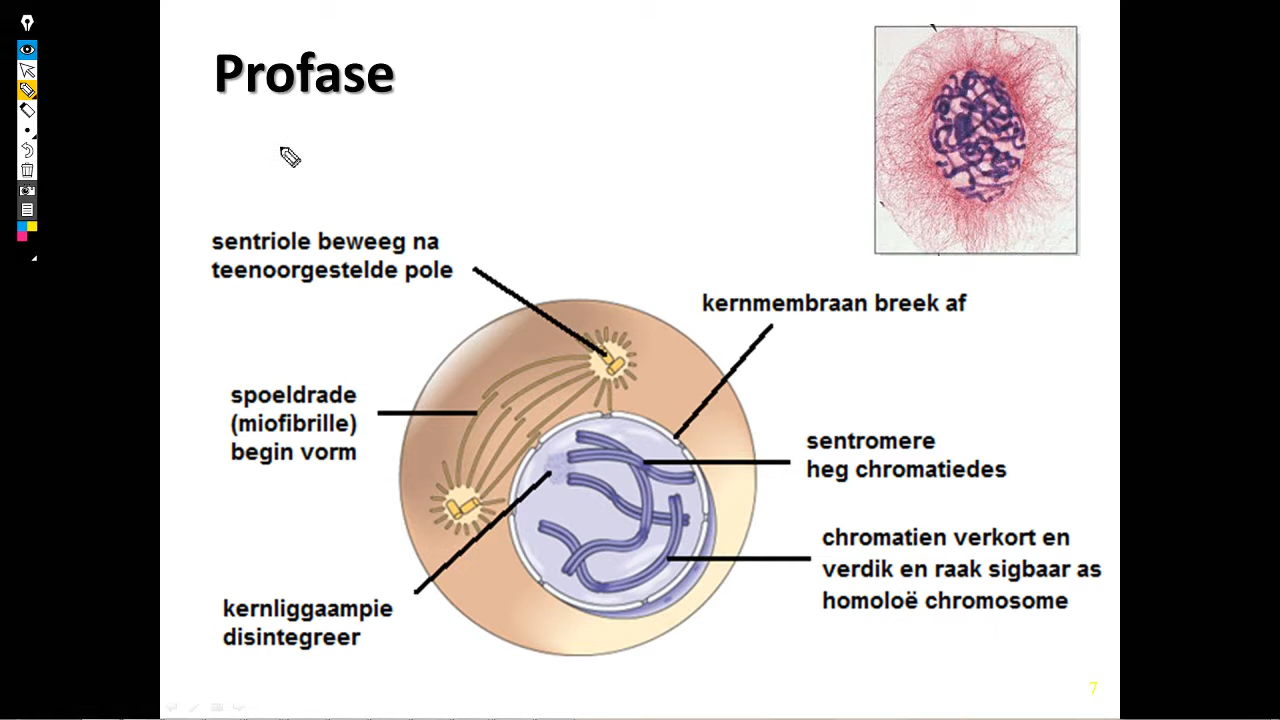 Profase
sentriole beweeg na
teenoorgestelde pole
kernmembraan breek af
spoeldrade
(miofibrille)
begin vorm
sentromere
heg chromatiedes
chromatien verkort en
verdik en raak sigbaar as
homoloë chromosome
kernliggaampie
disintegreer
7